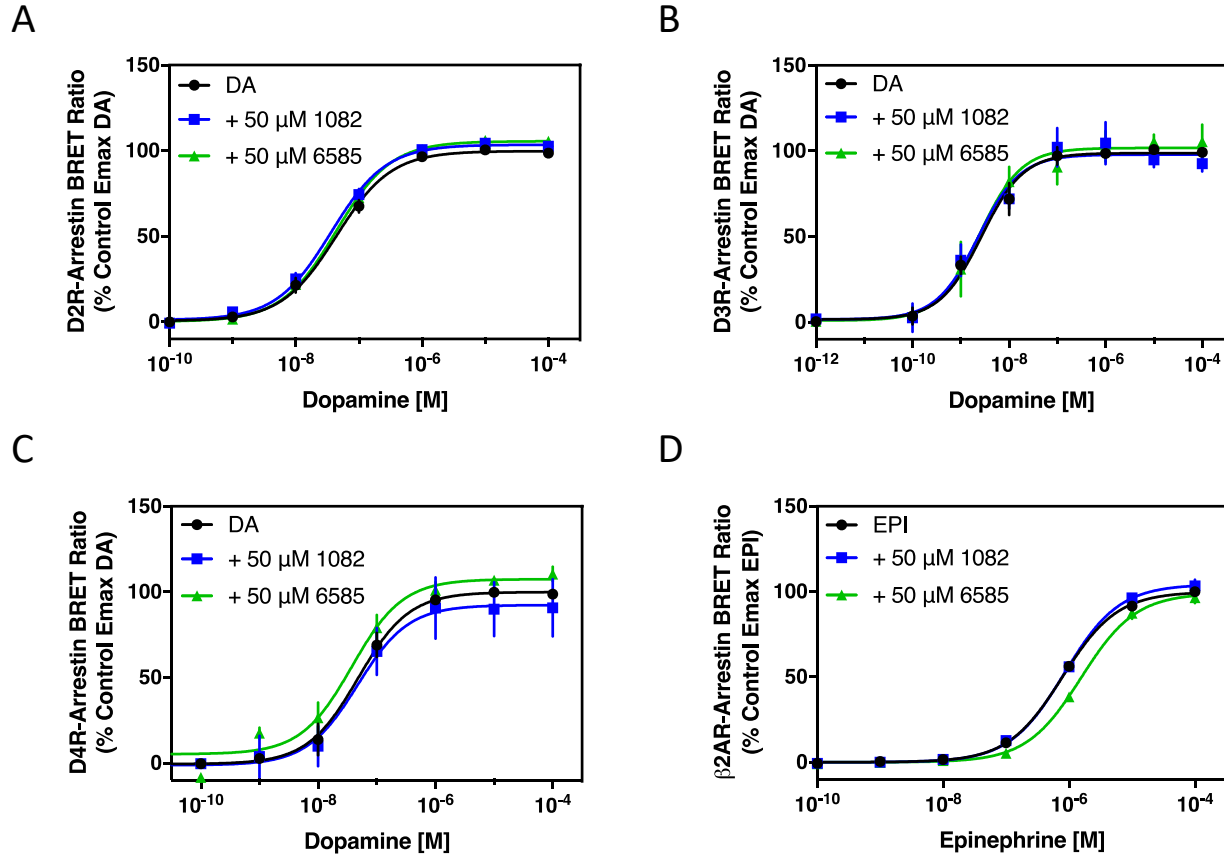 A
D2R-Arrestin BRET Ratio
(% Control Emax DA)
150
100
50
0
DA
+ 50 µM 1082
+ 50 µM 6585
10⁻¹⁰ 10⁻⁸ 10⁻⁶ 10⁻⁴
Dopamine [M]
B
D3R-Arrestin BRET Ratio
(% Control Emax DA)
150
100
50
0
DA
+ 50 µM 1082
+ 50 µM 6585
10⁻¹² 10⁻¹⁰ 10⁻⁸ 10⁻⁶ 10⁻⁴
Dopamine [M]
C
D4R-Arrestin BRET Ratio
(% Control Emax DA)
150
100
50
0
DA
+ 50 µM 1082
+ 50 µM 6585
10⁻¹⁰ 10⁻⁸ 10⁻⁶ 10⁻⁴
Dopamine [M]
D
β2AR-Arrestin BRET Ratio
(% Control Emax EPI)
150
100
50
0
EPI
+ 50 µM 1082
+ 50 µM 6585
10⁻¹⁰ 10⁻⁸ 10⁻⁶ 10⁻⁴
Epinephrine [M]